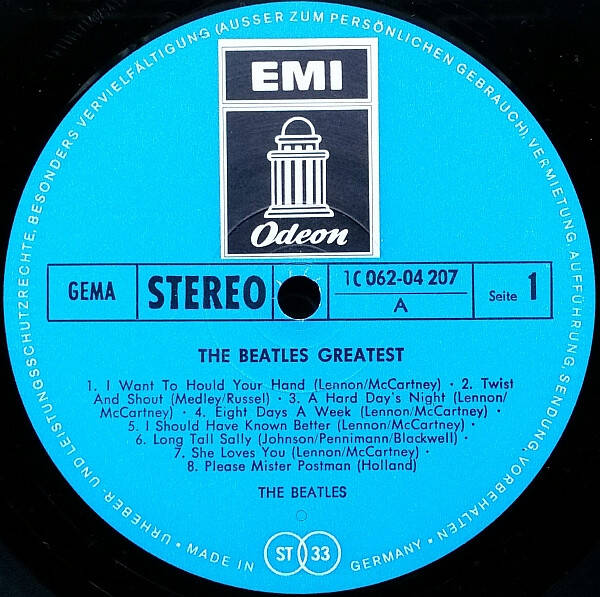 URHEBER- UND LEISTUNGSSCHUTZRECHTE, BESONDERS VERVIELFÄLTIGUNG (AUSSER ZUM PERSÖNLICHEN GEBRAUCH), VERMIETUNG, AUFFÜHRUNG, SENDUNG, VORBEHALTEN
EMI
Odeon
GEMA
STEREO
1C 062-04 207
A
Seite 1
THE BEATLES GREATEST
1. I Want To Hould Your Hand (Lennon/McCartney) · 2. Twist
And Shout (Medley/Russel) · 3. A Hard Day's Night (Lennon/
McCartney) · 4. Eight Days A Week (Lennon/McCartney) ·
5. I Should Have Known Better (Lennon/McCartney) ·
6. Long Tall Sally (Johnson/Pennimann/Blackwell) ·
7. She Loves You (Lennon/McCartney) ·
8. Please Mister Postman (Holland)
THE BEATLES
• MADE IN
ST 33
GERMANY •